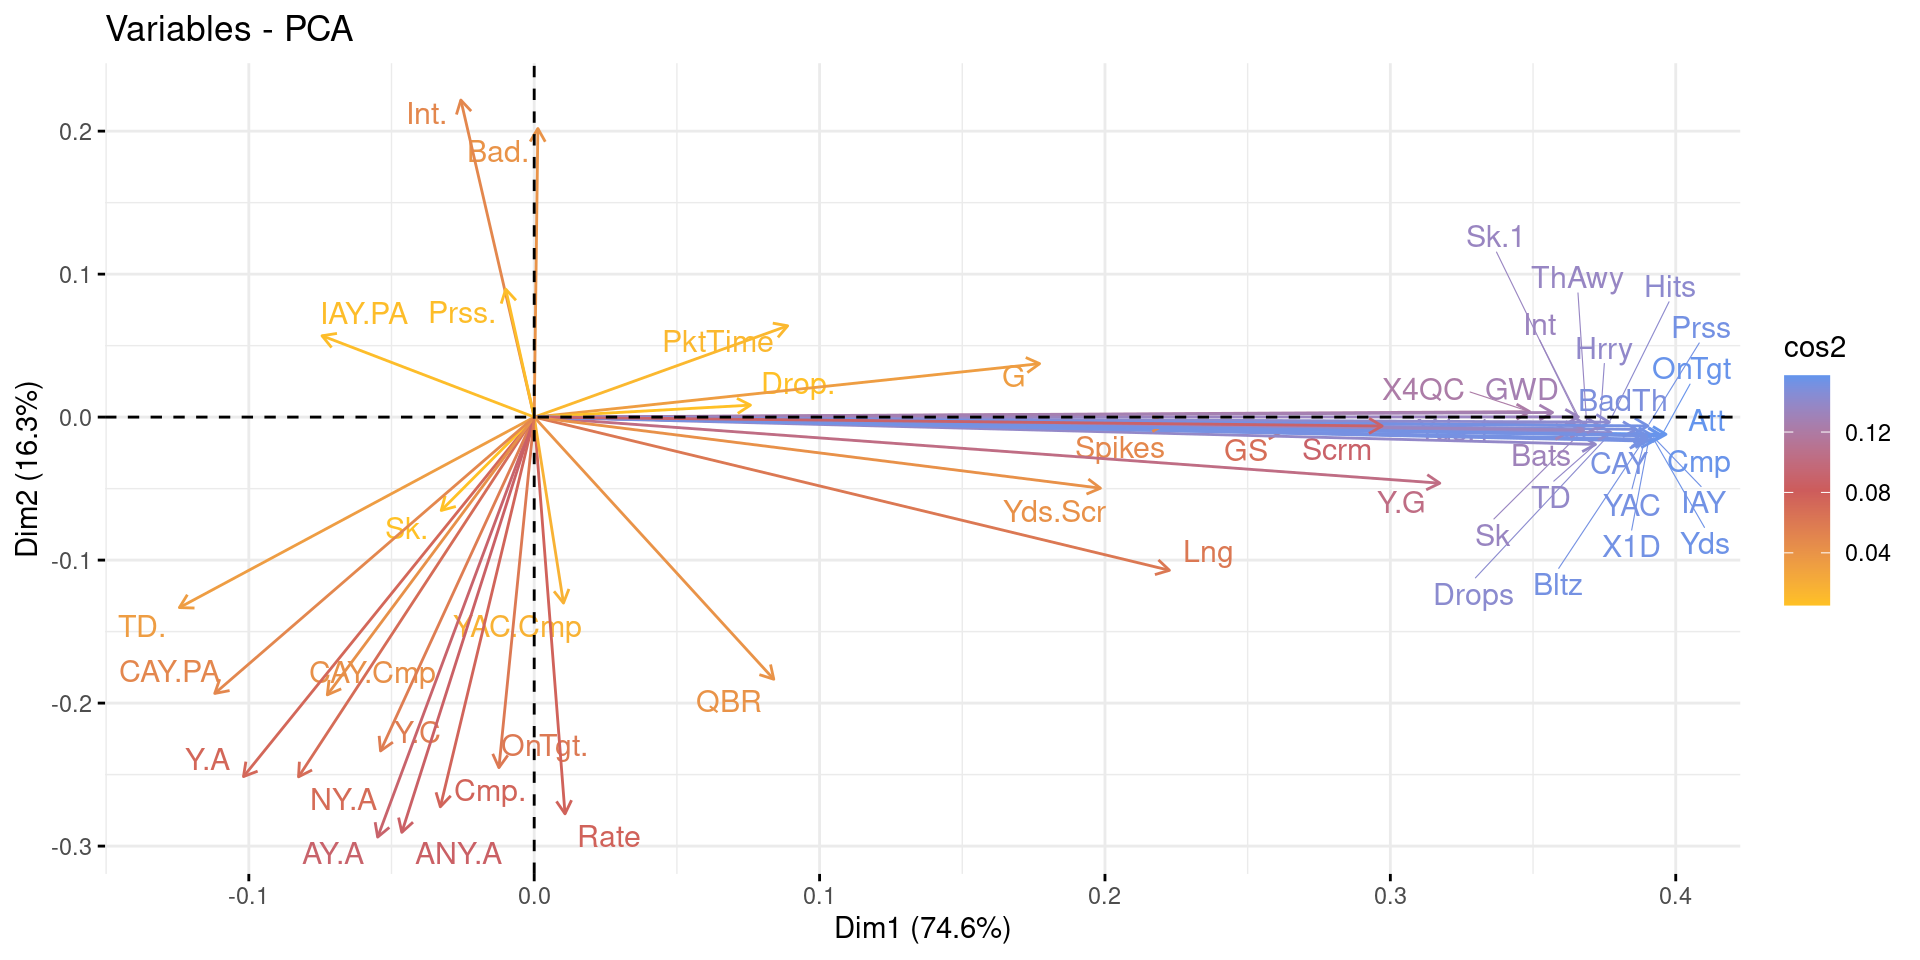 Variables - PCA
Int.
Bad.
0.2
Sk.1
ThAwy
Hits
0.1
IAY.PA
Prss.
Int
Prss
PktTime
Hrry
OnTgt
cos2
G
Drop.
X4QC
GWD
BadTh
0.0
Att
0.12
Spikes
GS
Scrm
Bats
CAY
Cmp
0.08
Y.G
TD
YAC
IAY
Yds.Scr
Sk.
Sk
X1D
Yds
0.04
Dim2 (16.3%)
-0.1
Lng
Drops
Bltz
TD.
YAC.Cmp
CAY.PA
CAY.Cmp
-0.2
QBR
Y.C
OnTgt.
Y.A
NY.A
Cmp.
Rate
-0.3
AY.A
ANY.A
-0.1
0.0
0.1
0.2
0.3
0.4
Dim1 (74.6%)